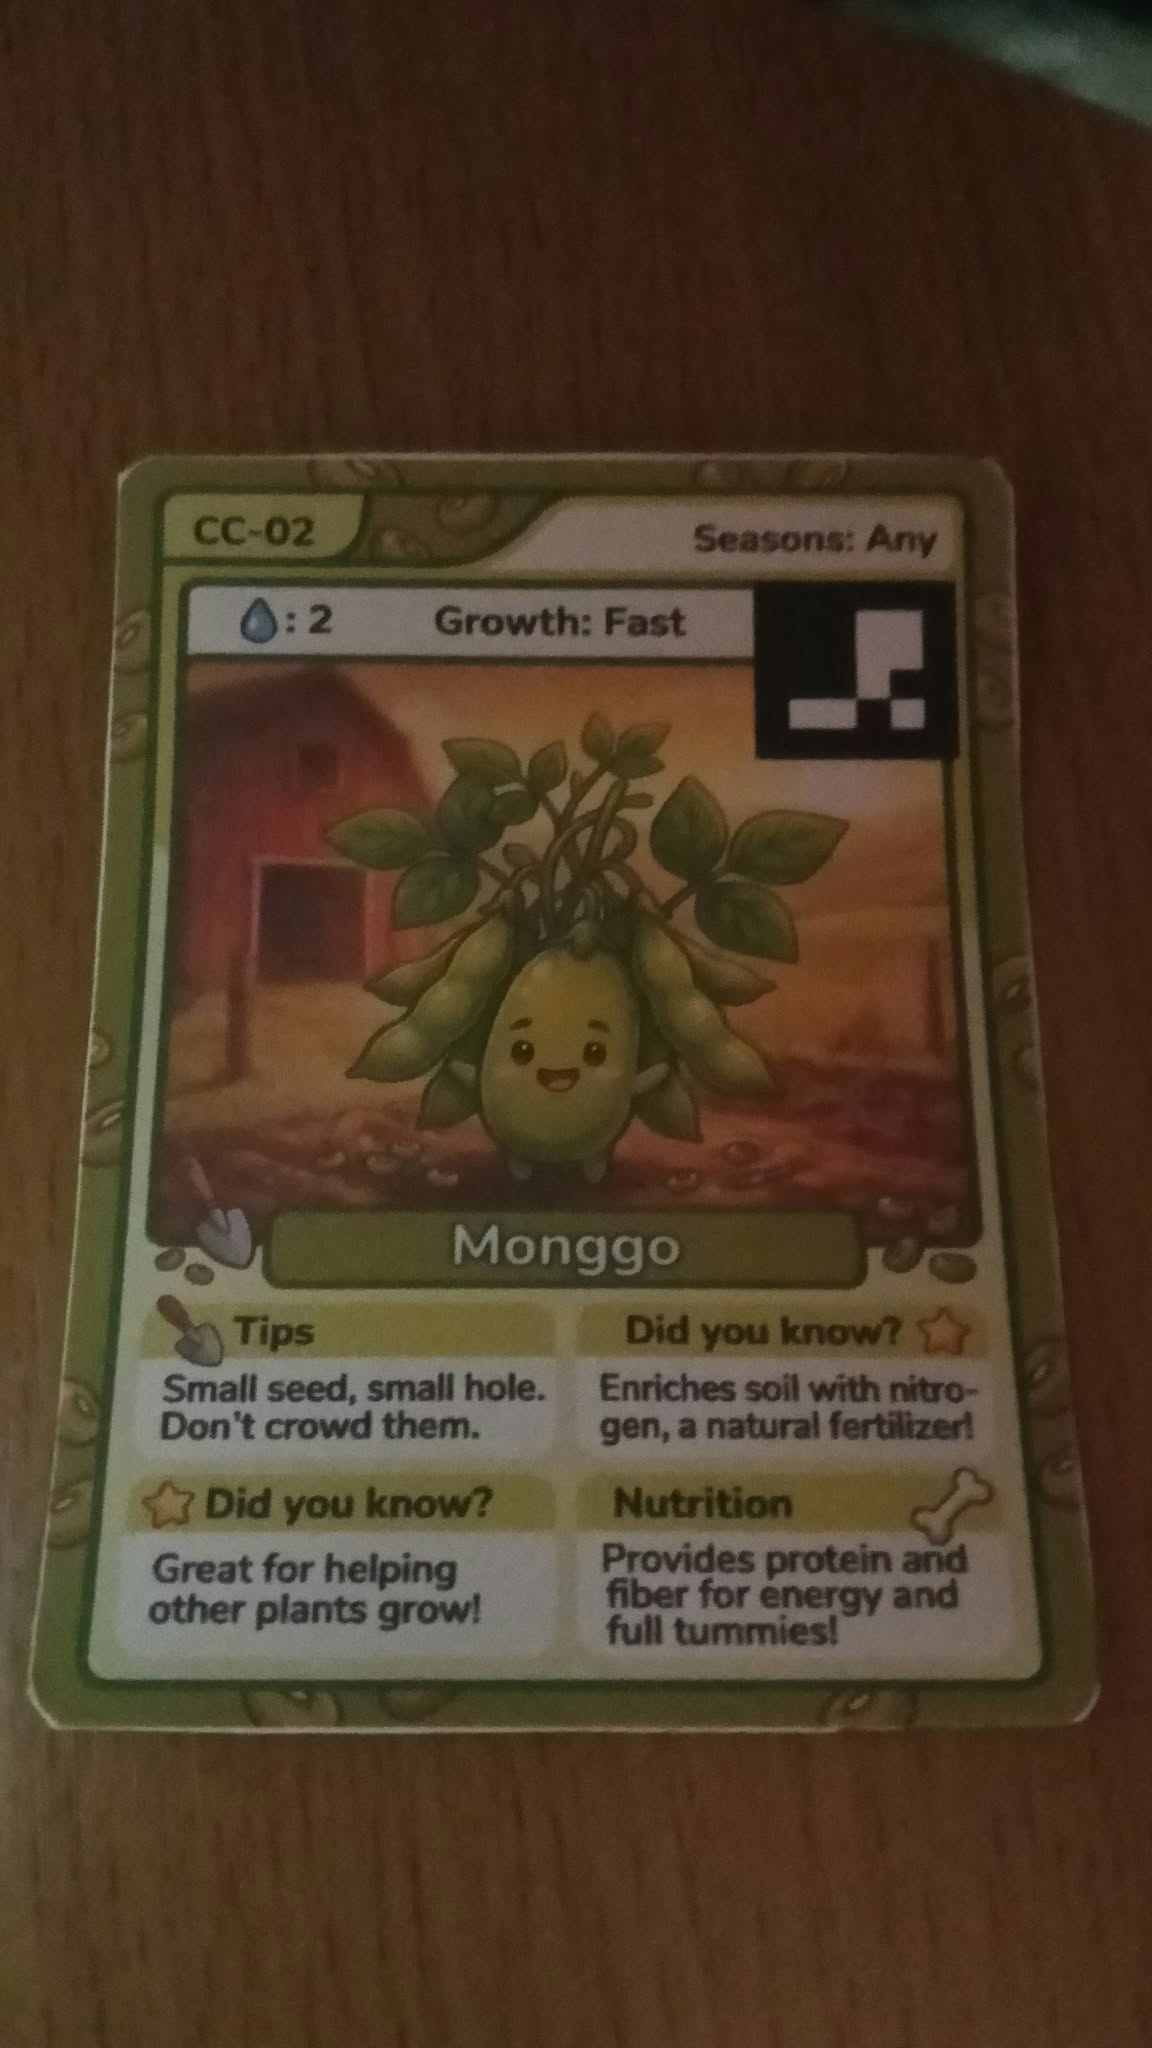 CC-02
Seasons: Any
: 2
Growth: Fast
Monggo
Tips
Small seed, small hole.
Don't crowd them.
Did you know?
Enriches soil with nitro-
gen, a natural fertilizer!
Did you know?
Great for helping
other plants grow!
Nutrition
Provides protein and
fiber for energy and
full tummies!